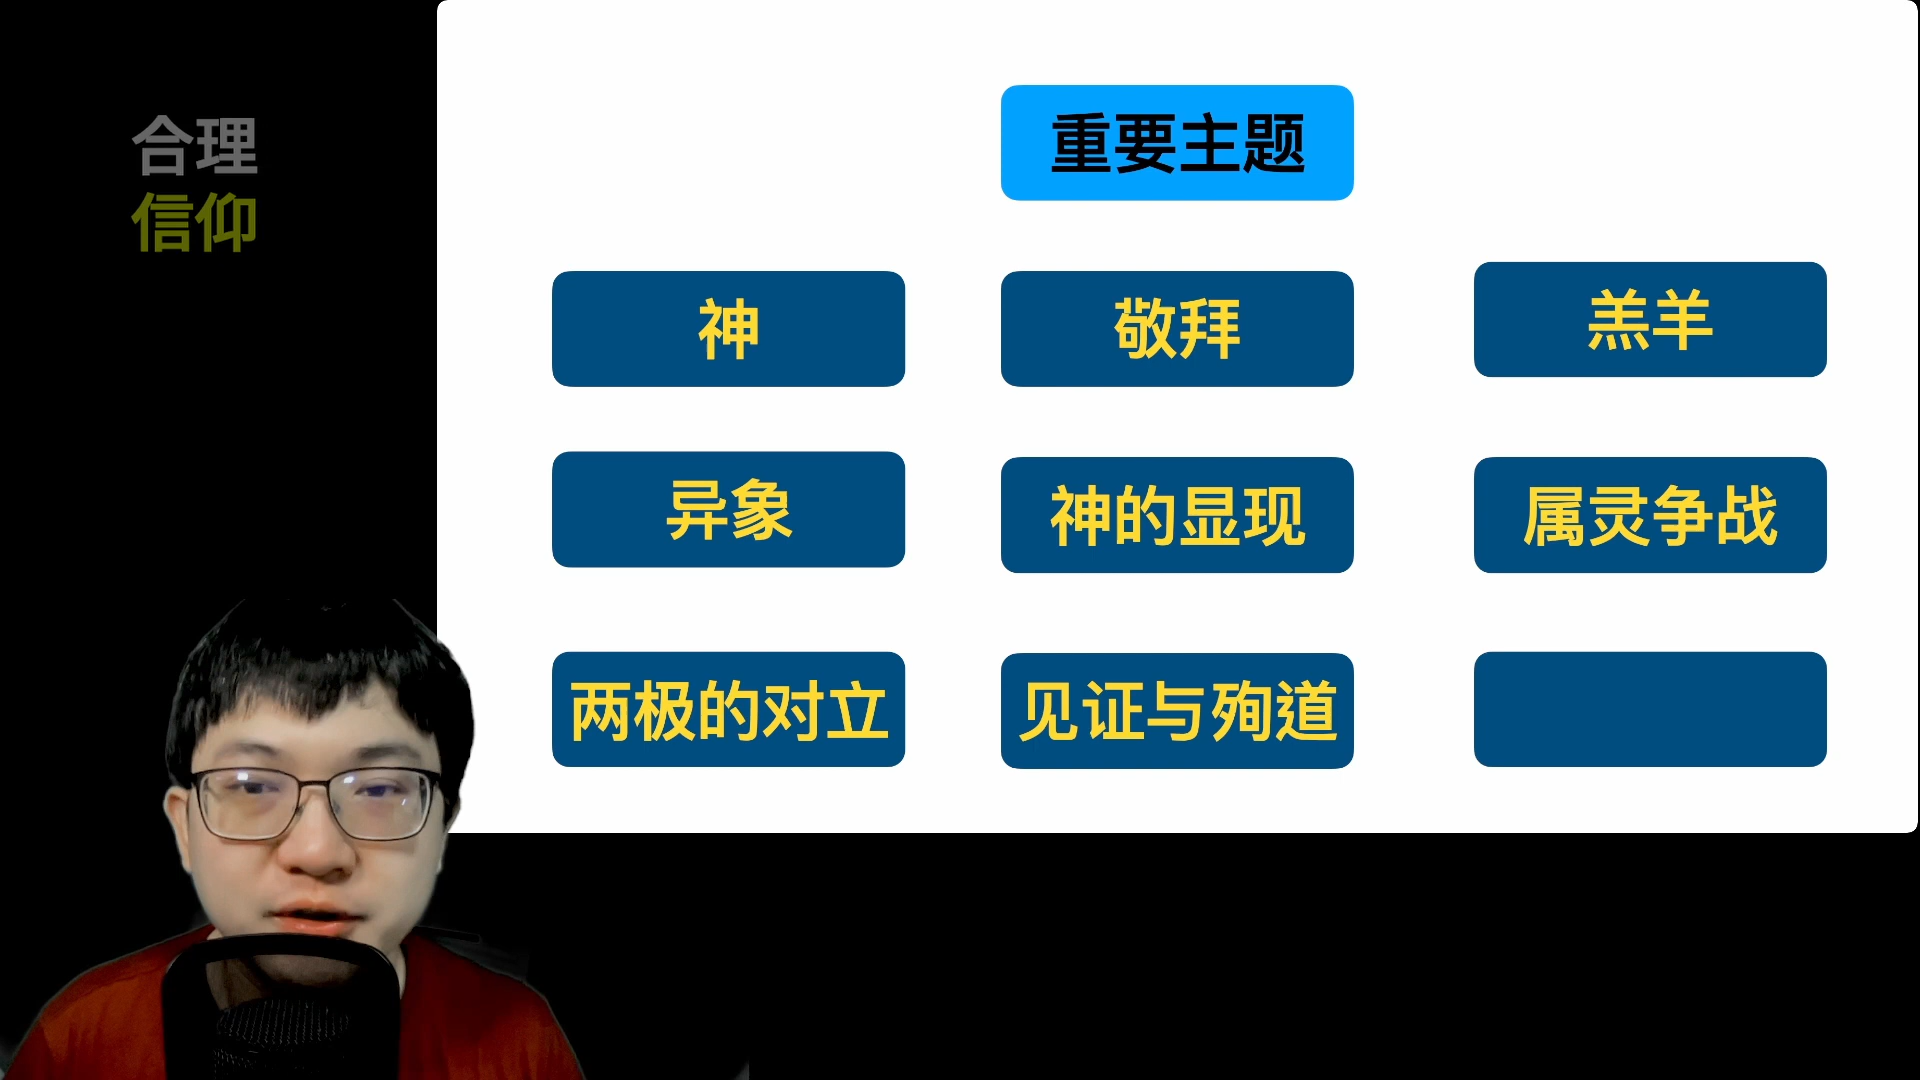 合理
信仰
重要主题
神
敬拜
羔羊
异象
神的显现
属灵争战
两极的对立
见证与殉道